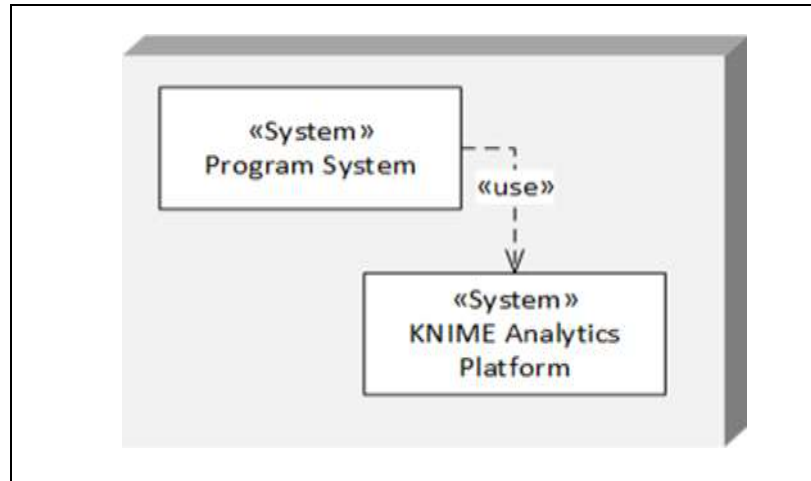 «System»
Program System
«use»
«System»
KNIME Analytics
Platform